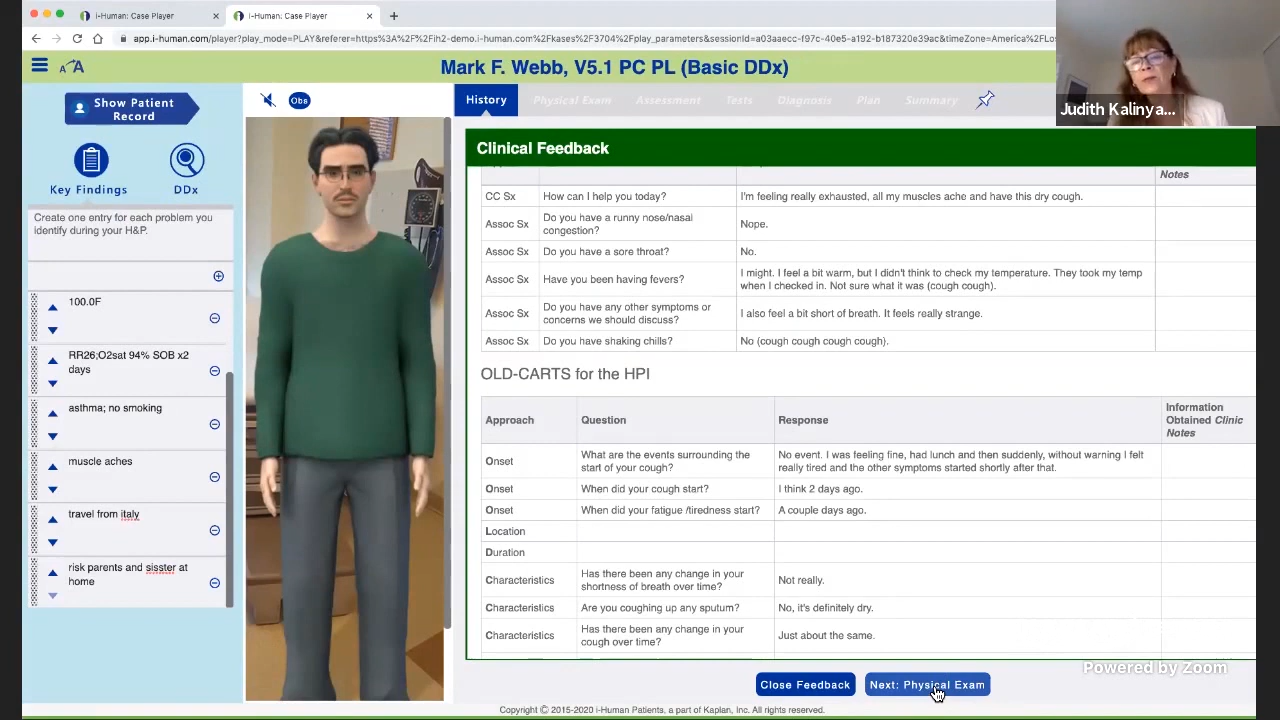 i-Human: Case Player
i-Human: Case Player
app.i-human.com/player?play_mode=PLAY&referer=https%3A%2F%2Fih2-demo.i-human.com%2Fkases%2F3704%2Fplay_parameters&sessionId=a03aaecc-f97c-40e5-a192-b187320e39ac&timeZone=America%2FLos
Mark F. Webb, V5.1 PC PL (Basic DDx)
Judith Kalinya...
Show Patient
Record
Obs
History
Physical Exam
Assessment
Tests
Diagnosis
Plan
Summary
Key Findings
DDx
Create one entry for each problem you
identify during your H&P.
100.0F
RR26;O2sat 94% SOB x2
days
asthma; no smoking
muscle aches
travel from italy
risk parents and sisster at
home
Clinical Feedback
Notes
CC Sx
How can I help you today?
I'm feeling really exhausted, all my muscles ache and have this dry cough.
Assoc Sx
Do you have a runny nose/nasal
congestion?
Nope.
Assoc Sx
Do you have a sore throat?
No.
Assoc Sx
Have you been having fevers?
I might. I feel a bit warm, but I didn't think to check my temperature. They took my temp
when I checked in. Not sure what it was (cough cough).
Assoc Sx
Do you have any other symptoms or
concerns we should discuss?
I also feel a bit short of breath. It feels really strange.
Assoc Sx
Do you have shaking chills?
No (cough cough cough cough).
OLD-CARTS for the HPI
Approach
Question
Response
Information
Obtained Clinic
Notes
Onset
What are the events surrounding the
start of your cough?
No event. I was feeling fine, had lunch and then suddenly, without warning I felt
really tired and the other symptoms started shortly after that.
Onset
When did your cough start?
I think 2 days ago.
Onset
When did your fatigue /tiredness start?
A couple days ago.
Location
Duration
Characteristics
Has there been any change in your
shortness of breath over time?
Not really.
Characteristics
Are you coughing up any sputum?
No, it's definitely dry.
Characteristics
Has there been any change in your
cough over time?
Just about the same.
Close Feedback
Next: Physical Exam
Powered by Zoom
Copyright © 2015-2020 i-Human Patients, a part of Kaplan, Inc. All rights reserved.